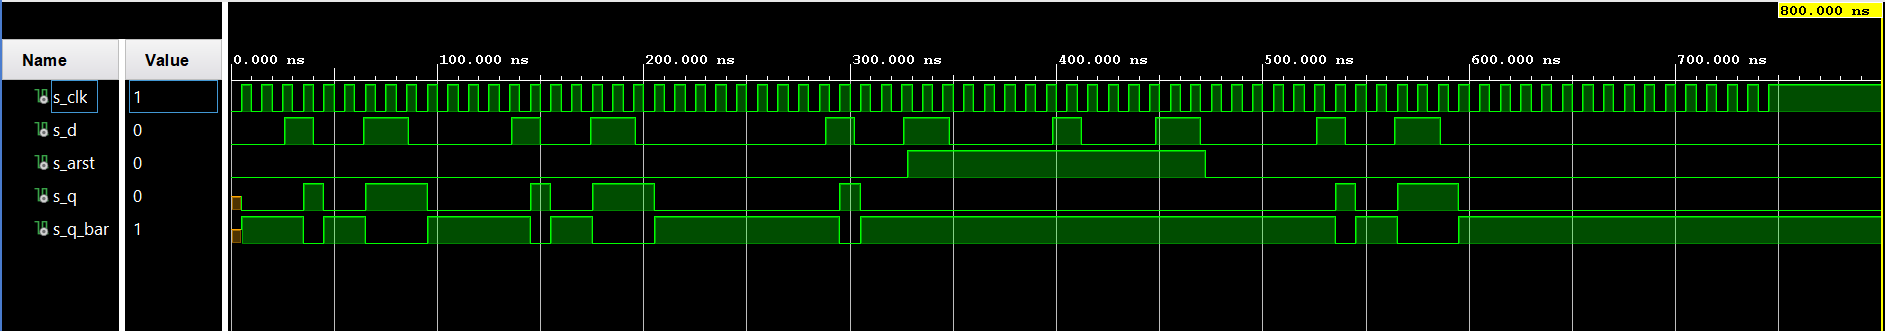 800.000 ns
Name Value
0.000 ns 100.000 ns 200.000 ns 300.000 ns 400.000 ns 500.000 ns 600.000 ns 700.000 ns
s_clk 1
s_d 0
s_arst 0
s_q 0
s_q_bar 1